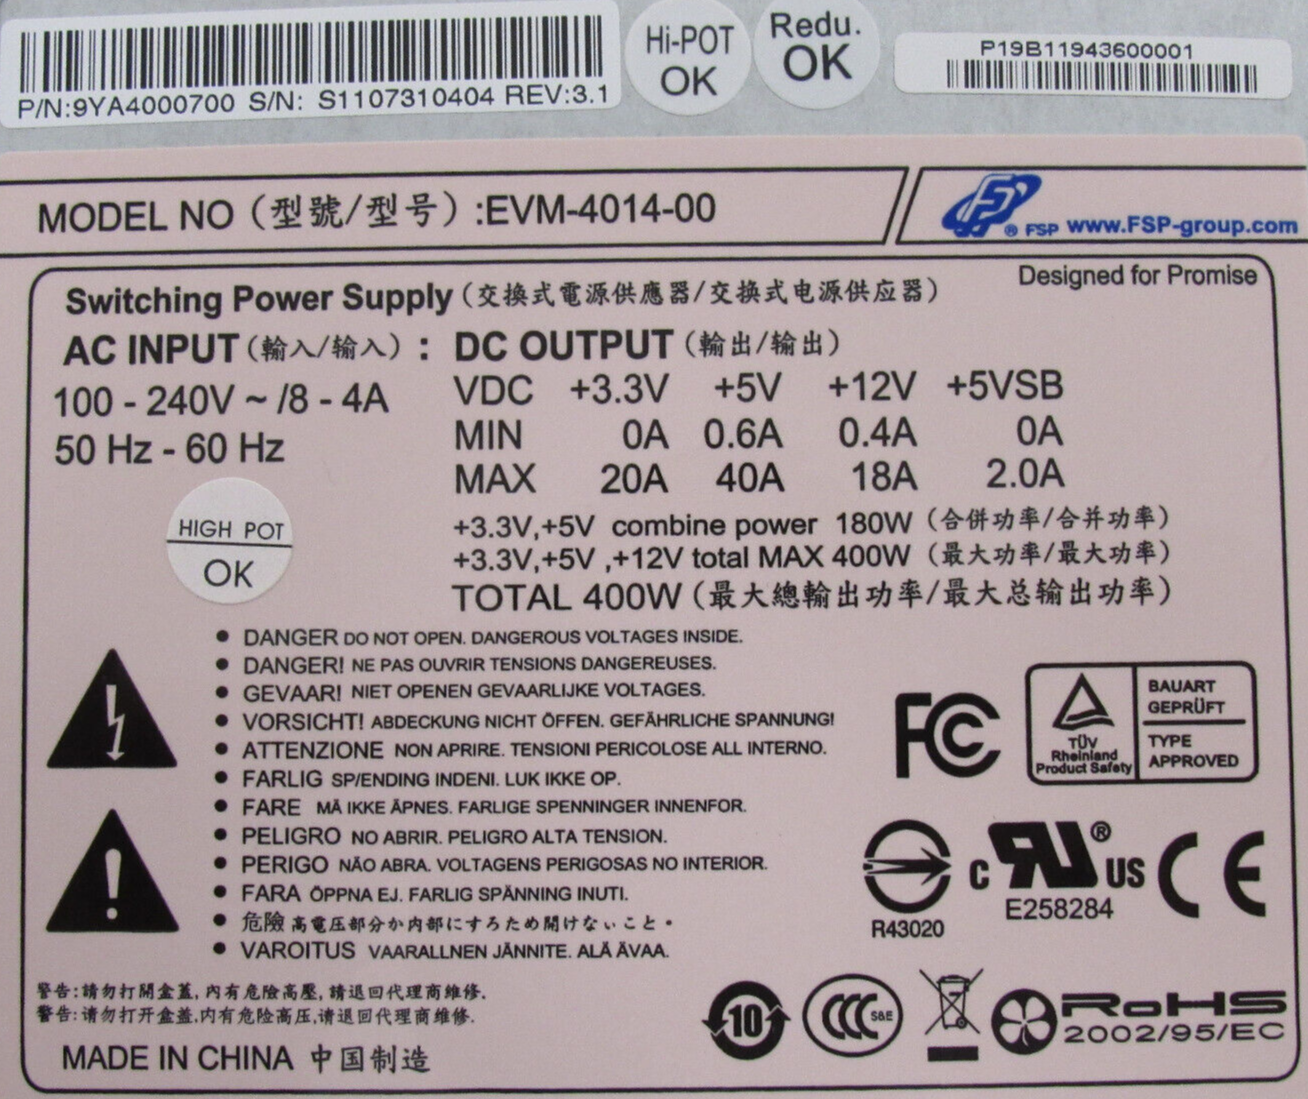 P/N:9YA4000700 S/N: S1107310404 REV:3.1
Hi-POT
OK
Redu.
OK
P19B11943600001
MODEL NO (型號/型号) :EVM-4014-00
FSP
® FSP www.FSP-group.com
Designed for Promise
Switching Power Supply (交換式電源供應器/交換式电源供应器)
AC INPUT (輸入/输入) :
100 - 240V ~ /8 - 4A
50 Hz - 60 Hz
DC OUTPUT (輸出/输出)
VDC +3.3V +5V +12V +5VSB
MIN 0A 0.6A 0.4A 0A
MAX 20A 40A 18A 2.0A
+3.3V,+5V combine power 180W (合併功率/合并功率)
+3.3V,+5V ,+12V total MAX 400W (最大功率/最大功率)
TOTAL 400W (最大總輸出功率/最大总输出功率)
HIGH POT
OK
• DANGER DO NOT OPEN. DANGEROUS VOLTAGES INSIDE.
• DANGER! NE PAS OUVRIR TENSIONS DANGEREUSES.
• GEVAAR! NIET OPENEN GEVAARLIJKE VOLTAGES.
• VORSICHT! ABDECKUNG NICHT ÖFFEN. GEFÄHRLICHE SPANNUNG!
• ATTENZIONE NON APRIRE. TENSIONI PERICOLOSE ALL INTERNO.
• FARLIG SP/ENDING INDENI. LUK IKKE OP.
• FARE MÅ IKKE ÅPNES. FARLIGE SPENNINGER INNENFOR.
• PELIGRO NO ABRIR. PELIGRO ALTA TENSION.
• PERIGO NÃO ABRA. VOLTAGENS PERIGOSAS NO INTERIOR.
• FARA ÖPPNA EJ. FARLIG SPÄNNING INUTI.
• 危險 高電圧部分か内部にすろため開けないこと・
• VAROITUS VAARALLNEN JÄNNITE. ALÄ ÄVAA.
FCC
TÜV
Rheinland
Product Safety
BAUART
GEPRÜFT
TYPE
APPROVED
R43020
C RU ® US
E258284
CE
警告:請勿打開盒蓋, 內有危險高壓, 請退回代理商維修.
警告:请勿打开盒盖,内有危险高压,请退回代理商维修.
MADE IN CHINA 中国制造
10
CCC S&E
RoHS
2002/95/EC